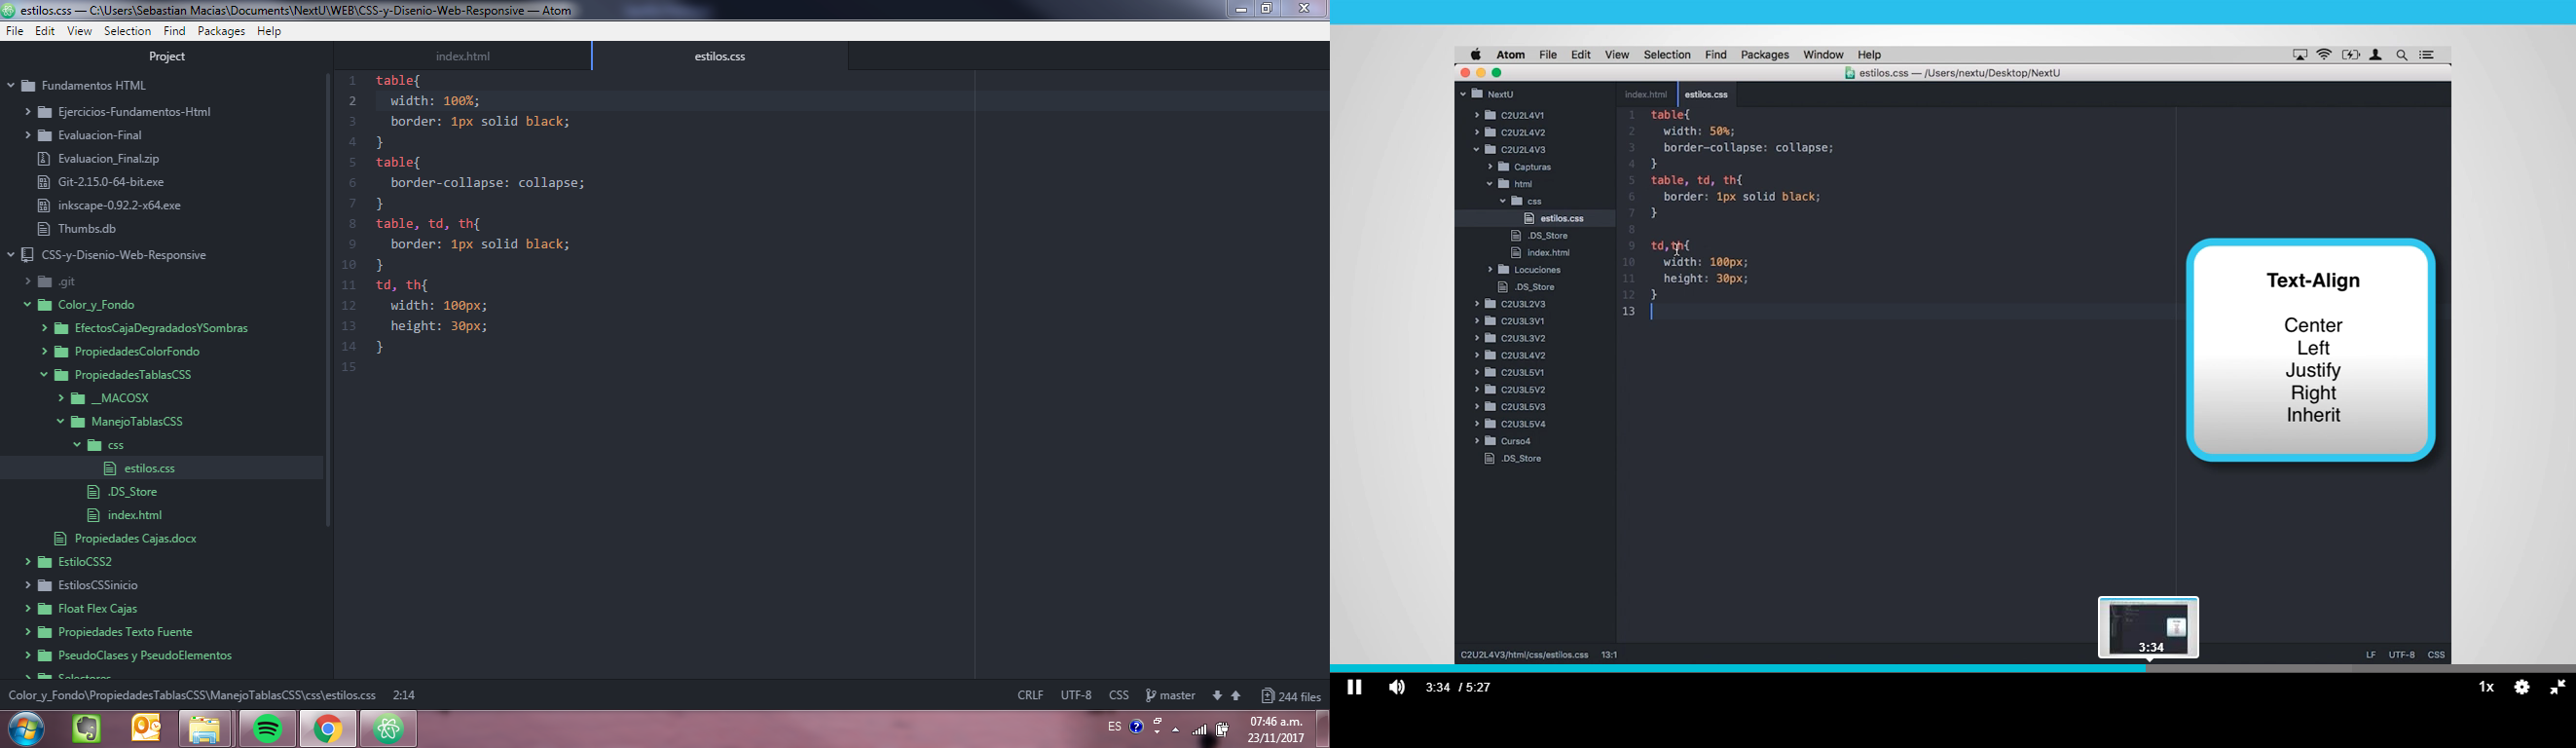 estilos.css — C:\Users\Sebastian Macias\Documents\NextU\WEB\CSS-y-Disenio-Web-Responsive — Atom
File Edit View Selection Find Packages Help
Project
Fundamentos HTML
Ejercicios-Fundamentos-Html
Evaluacion-Final
Evaluacion_Final.zip
Git-2.15.0-64-bit.exe
inkscape-0.92.2-x64.exe
Thumbs.db
CSS-y-Disenio-Web-Responsive
.git
Color_y_Fondo
EfectosCajaDegradadosYSombras
PropiedadesColorFondo
PropiedadesTablasCSS
__MACOSX
ManejoTablasCSS
css
estilos.css
.DS_Store
index.html
Propiedades Cajas.docx
EstiloCSS2
EstilosCSSinicio
Float Flex Cajas
Propiedades Texto Fuente
PseudoClases y PseudoElementos
Selectores
index.html estilos.css
1 table{
2 width: 100%;
3 border: 1px solid black;
4 }
5 table{
6 border-collapse: collapse;
7 }
8 table, td, th{
9 border: 1px solid black;
10 }
11 td, th{
12 width: 100px;
13 height: 30px;
14 }
15
Color_y_Fondo\PropiedadesTablasCSS\ManejoTablasCSS\css\estilos.css 2:14
CRLF UTF-8 CSS master 244 files
ES
07:46 a.m.
23/11/2017
Atom File Edit View Selection Find Packages Window Help
estilos.css — /Users/nextu/Desktop/NextU
NextU
C2U2L4V1
C2U2L4V2
C2U2L4V3
Capturas
html
css
estilos.css
.DS_Store
index.html
Locuciones
.DS_Store
C2U3L2V3
C2U3L3V1
C2U3L3V2
C2U3L4V2
C2U3L5V1
C2U3L5V2
C2U3L5V3
C2U3L5V4
Curso4
.DS_Store
index.html estilos.css
1 table{
2 width: 50%;
3 border-collapse: collapse;
4 }
5 table, td, th{
6 border: 1px solid black;
7 }
8
9 td,th{
10 width: 100px;
11 height: 30px;
12 }
13
Text-Align
Center
Left
Justify
Right
Inherit
3:34
C2U2L4V3/html/css/estilos.css 13:1
LF UTF-8 CSS
3:34 / 5:27
1x